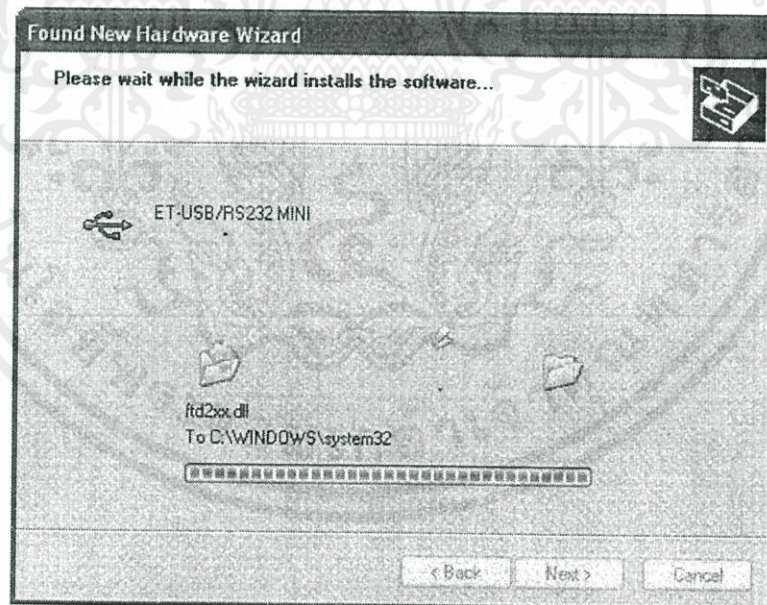 Found New Hardware Wizard
Please wait while the wizard installs the software...
ET-USB/RS232 MINI
ftd2xx.dll
To C:\WINDOWS\system32
< Back
Next >
Cancel